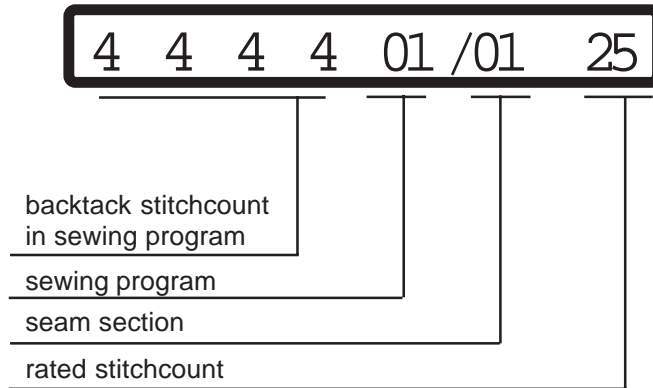 4 4 4 4 01 /01 25
backtack stitchcount
in sewing program
sewing program
seam section
rated stitchcount